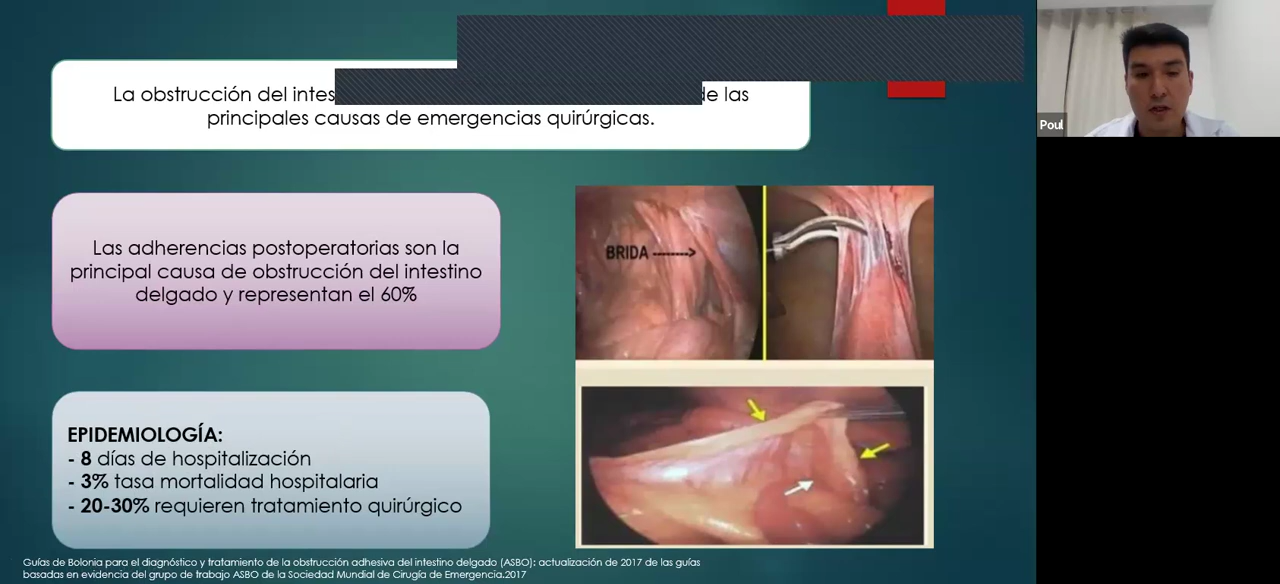 La obstrucción del intes
de las
principales causas de emergencias quirúrgicas.
Las adherencias postoperatorias son la
principal causa de obstrucción del intestino
delgado y representan el 60%
BRIDA -------->
EPIDEMIOLOGÍA:
- 8 días de hospitalización
- 3% tasa mortalidad hospitalaria
- 20-30% requieren tratamiento quirúrgico
Guías de Bolonia para el diagnóstico y tratamiento de la obstrucción adhesiva del intestino delgado (ASBO): actualización de 2017 de las guías
basadas en evidencia del grupo de trabajo ASBO de la Sociedad Mundial de Cirugía de Emergencia.2017
Poul